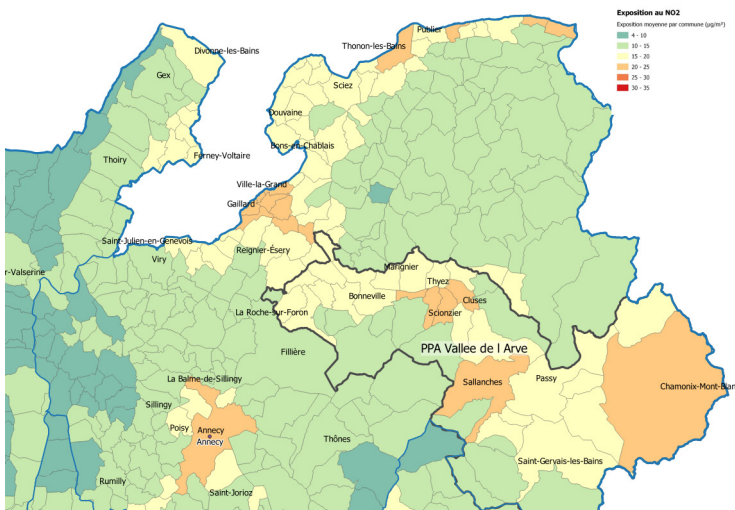 Exposition au NO2
Exposition moyenne par commune (µg/m³)
4 - 10
10 - 15
15 - 20
20 - 25
25 - 30
30 - 35
Publier
Thonon-les-Bains
Divonne-les-Bains
Gex
Sciez
Douvaine
Bons-en-Chablais
Ferney-Voltaire
Thoiry
Ville-la-Grand
Gaillard
Saint-Julien-en-Genevois
Viry
Reignier-Ésery
r-Valserine
Marignier
Thyez
Bonneville
Cluses
Scionzier
La Roche-sur-Foron
PPA Vallee de l Arve
Fillière
La Balme-de-Sillingy
Sallanches
Passy
Chamonix-Mont-Blan
Sillingy
Poisy
Annecy
Annecy
Thônes
Saint-Gervais-les-Bains
Rumilly
Saint-Jorioz